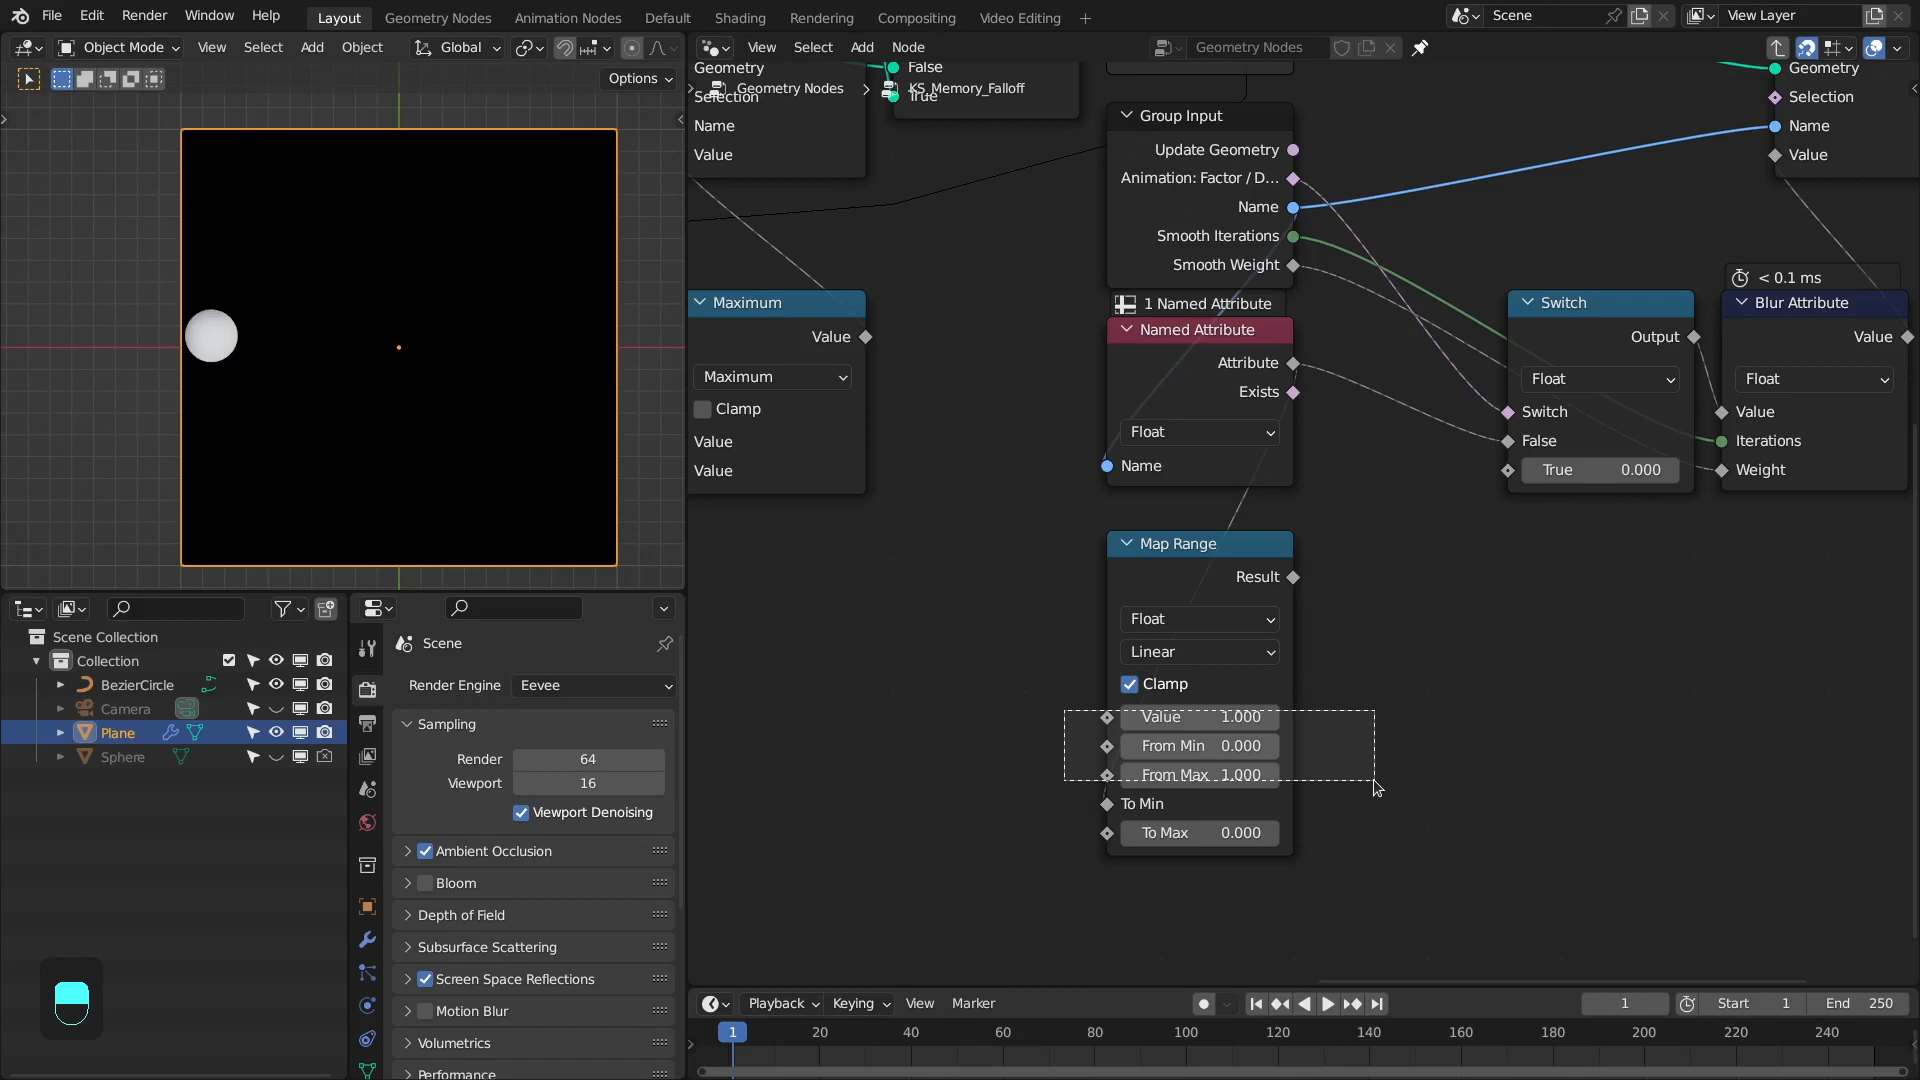 File Edit Render Window Help
Layout Geometry Nodes Animation Nodes Default Shading Rendering Compositing Video Editing +
Scene
View Layer
Object Mode View Select Add Object Global
View Select Add Node
Geometry Nodes
Options
Geometry
Selection
Name
Value
False
True
Geometry Nodes > KS_Memory_Falloff
Group Input
Update Geometry
Animation: Factor / D...
Name
Smooth Iterations
Smooth Weight
Geometry
Selection
Name
Value
Maximum
Value
Maximum
Clamp
Value
Value
1 Named Attribute
Named Attribute
Attribute
Exists
Float
Name
Switch
Output
Float
Switch
False
True 0.000
< 0.1 ms
Blur Attribute
Value
Float
Value
Iterations
Weight
Map Range
Result
Float
Linear
Clamp
Value 1.000
From Min 0.000
From Max 1.000
To Min
To Max 0.000
Scene Collection
Collection
BezierCircle
Camera
Plane
Sphere
Scene
Render Engine Eevee
Sampling
Render 64
Viewport 16
Viewport Denoising
Ambient Occlusion
Bloom
Depth of Field
Subsurface Scattering
Screen Space Reflections
Motion Blur
Volumetrics
Performance
Playback Keying View Marker
1
Start 1
End 250
1 20 40 60 80 100 120 140 160 180 200 220 240